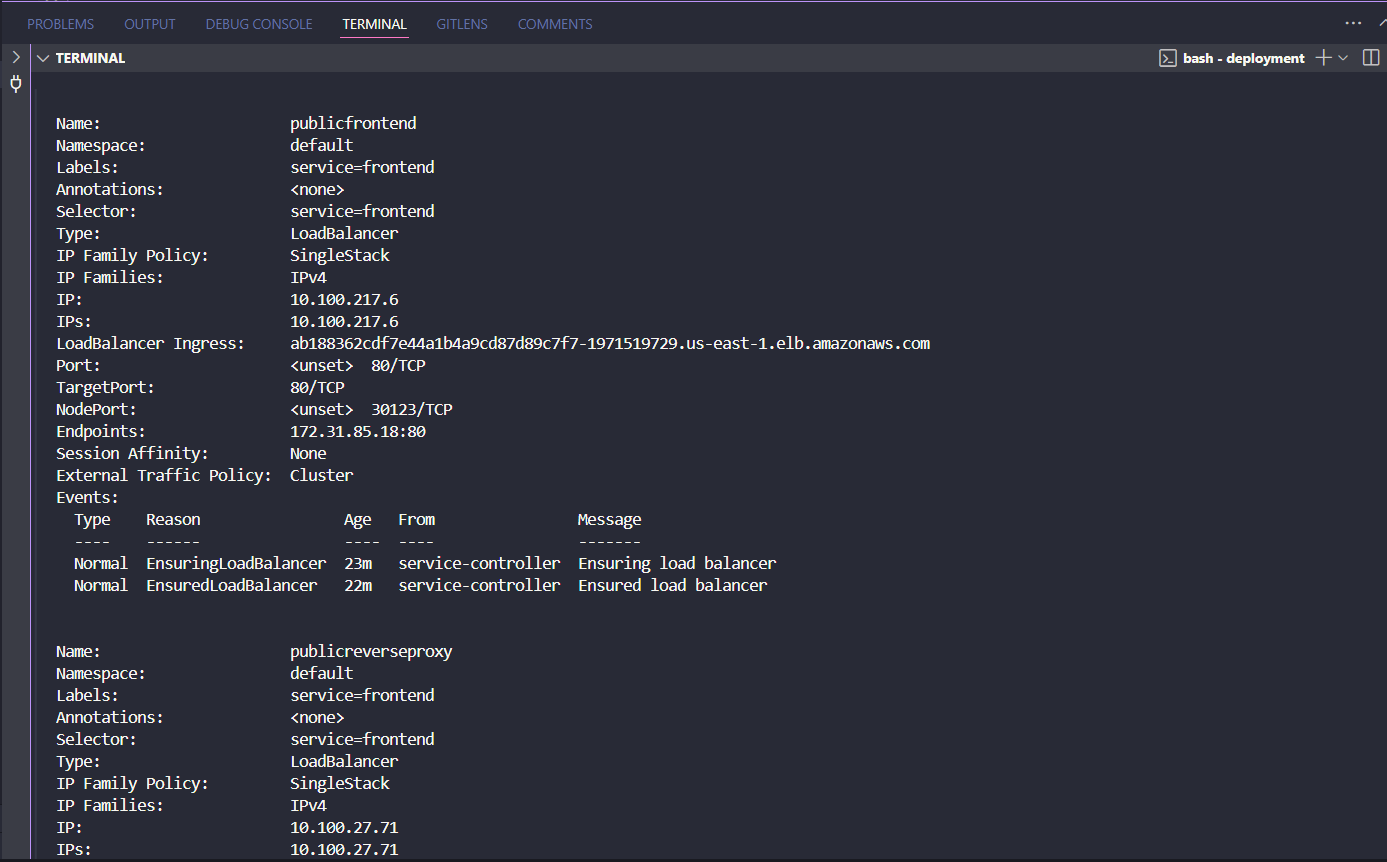 PROBLEMS OUTPUT DEBUG CONSOLE TERMINAL GITLENS COMMENTS
TERMINAL bash - deployment
Name: publicfrontend
Namespace: default
Labels: service=frontend
Annotations: <none>
Selector: service=frontend
Type: LoadBalancer
IP Family Policy: SingleStack
IP Families: IPv4
IP: 10.100.217.6
IPs: 10.100.217.6
LoadBalancer Ingress: ab188362cdf7e44a1b4a9cd87d89c7f7-1971519729.us-east-1.elb.amazonaws.com
Port: <unset> 80/TCP
TargetPort: 80/TCP
NodePort: <unset> 30123/TCP
Endpoints: 172.31.85.18:80
Session Affinity: None
External Traffic Policy: Cluster
Events:
Type Reason Age From Message
---- ------ ---- ---- -------
Normal EnsuringLoadBalancer 23m service-controller Ensuring load balancer
Normal EnsuredLoadBalancer 22m service-controller Ensured load balancer
Name: publicreverseproxy
Namespace: default
Labels: service=frontend
Annotations: <none>
Selector: service=frontend
Type: LoadBalancer
IP Family Policy: SingleStack
IP Families: IPv4
IP: 10.100.27.71
IPs: 10.100.27.71